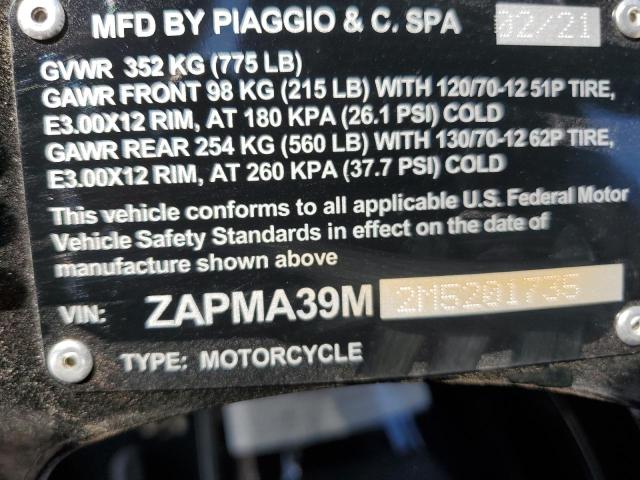 MFD BY PIAGGIO & C. SPA 02/21
GVWR 352 KG (775 LB)
GAWR FRONT 98 KG (215 LB) WITH 120/70-12 51P TIRE,
E3.00X12 RIM, AT 180 KPA (26.1 PSI) COLD
GAWR REAR 254 KG (560 LB) WITH 130/70-12 62P TIRE,
E3.00X12 RIM, AT 260 KPA (37.7 PSI) COLD
This vehicle conforms to all applicable U.S. Federal Motor
Vehicle Safety Standards in effect on the date of
manufacture shown above
VIN: ZAPMA39M 2M5201735
TYPE: MOTORCYCLE